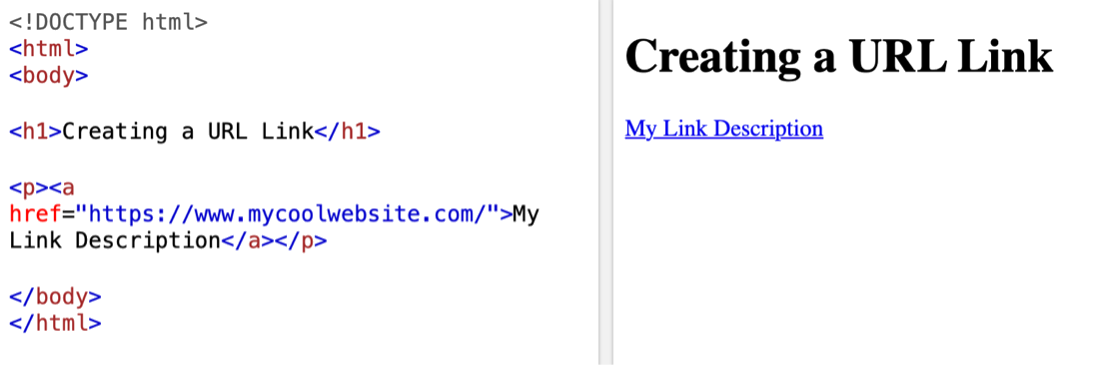 <!DOCTYPE html>
<html>
<body>
<h1>Creating a URL Link</h1>
<p><a
href="https://www.mycoolwebsite.com/">My
Link Description</a></p>
</body>
</html>
Creating a URL Link
My Link Description